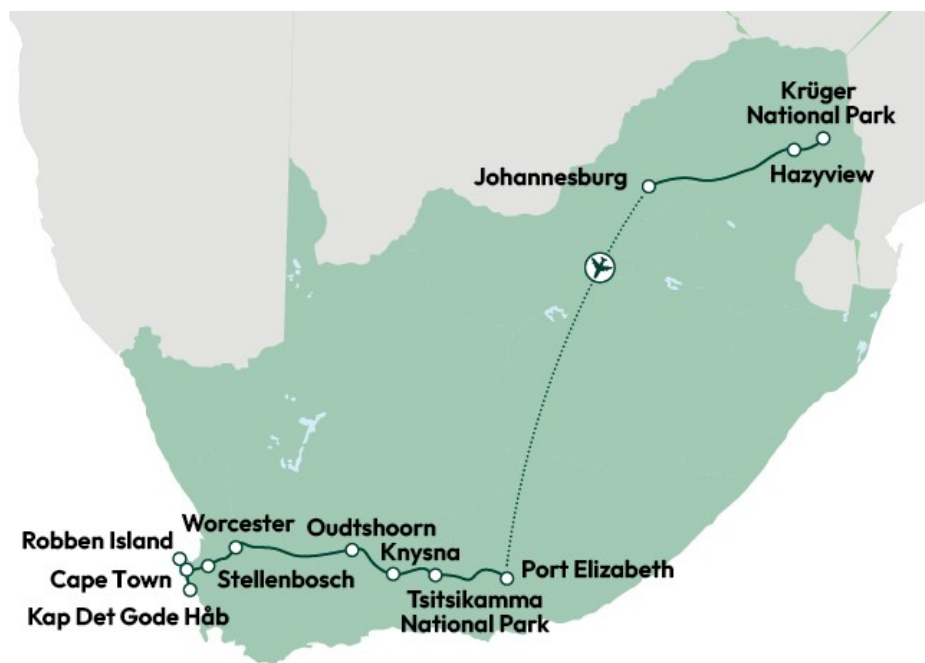 Krüger
National Park
Johannesburg
Hazyview
Worcester
Oudtshoorn
Robben Island
Knysna
Cape Town
Stellenbosch
Port Elizabeth
Tsitsikamma
National Park
Kap Det Gode Håb